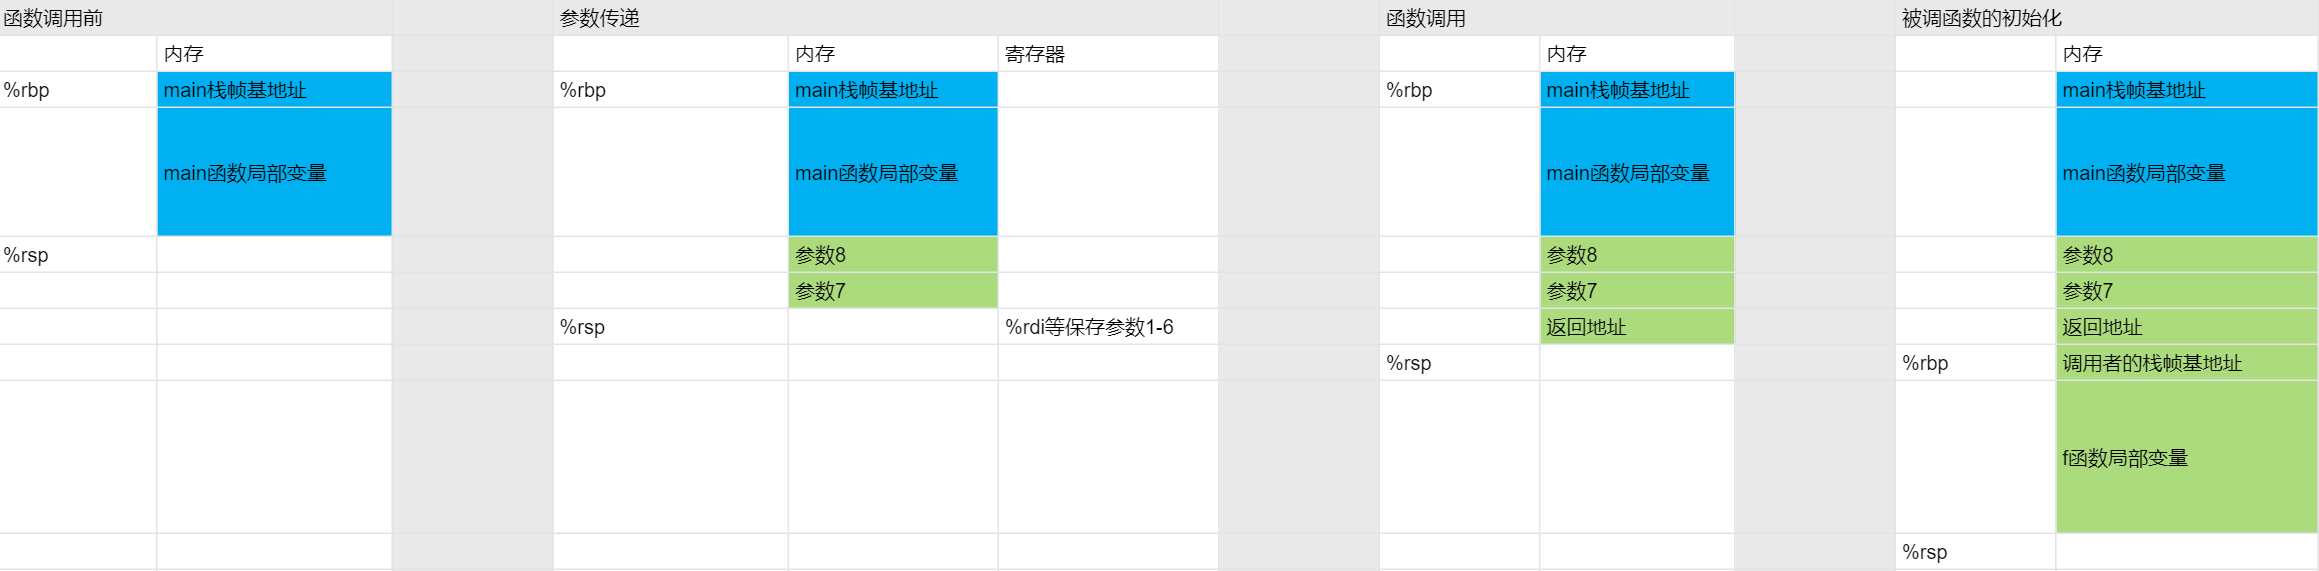 函数调用前 参数传递 函数调用 被调函数的初始化
内存 内存 寄存器 内存 内存
%rbp main栈帧基地址 %rbp main栈帧基地址 %rbp main栈帧基地址 main栈帧基地址
main函数局部变量 main函数局部变量 main函数局部变量 main函数局部变量
%rsp 参数8 参数8 参数8
参数7 参数7 参数7
%rsp %rdi等保存参数1-6 返回地址 返回地址
%rsp %rbp 调用者的栈帧基地址
f函数局部变量
%rsp